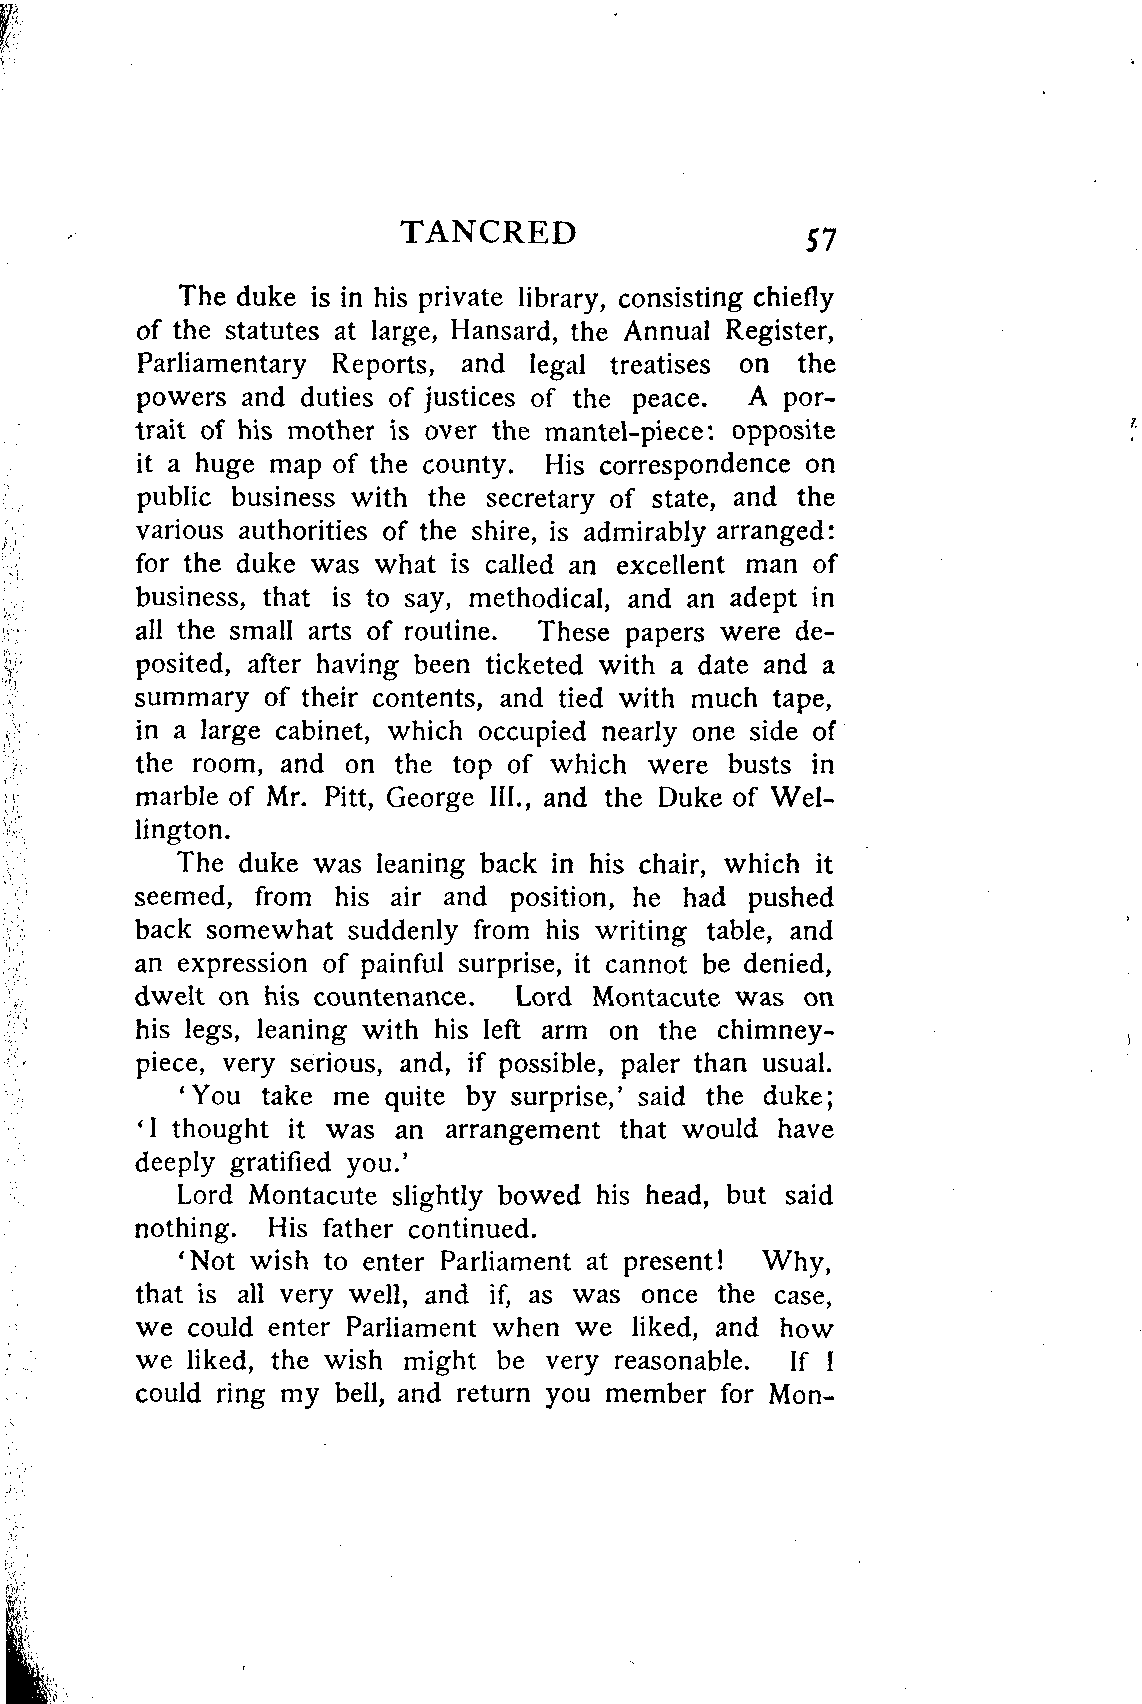 TANCRED 57
The duke is in his private library, consisting chiefly
of the statutes at large, Hansard, the Annual Register,
Parliamentary Reports, and legal treatises on the
powers and duties of justices of the peace. A por-
trait of his mother is over the mantel-piece: opposite
it a huge map of the county. His correspondence on
public business with the secretary of state, and the
various authorities of the shire, is admirably arranged:
for the duke was what is called an excellent man of
business, that is to say, methodical, and an adept in
all the small arts of routine. These papers were de-
posited, after having been ticketed with a date and a
summary of their contents, and tied with much tape,
in a large cabinet, which occupied nearly one side of
the room, and on the top of which were busts in
marble of Mr. Pitt, George III., and the Duke of Wel-
lington.
The duke was leaning back in his chair, which it
seemed, from his air and position, he had pushed
back somewhat suddenly from his writing table, and
an expression of painful surprise, it cannot be denied,
dwelt on his countenance. Lord Montacute was on
his legs, leaning with his left arm on the chimney-
piece, very serious, and, if possible, paler than usual.
‘You take me quite by surprise,’ said the duke;
‘I thought it was an arrangement that would have
deeply gratified you.’
Lord Montacute slightly bowed his head, but said
nothing. His father continued.
‘Not wish to enter Parliament at present! Why,
that is all very well, and if, as was once the case,
we could enter Parliament when we liked, and how
we liked, the wish might be very reasonable. If I
could ring my bell, and return you member for Mon-